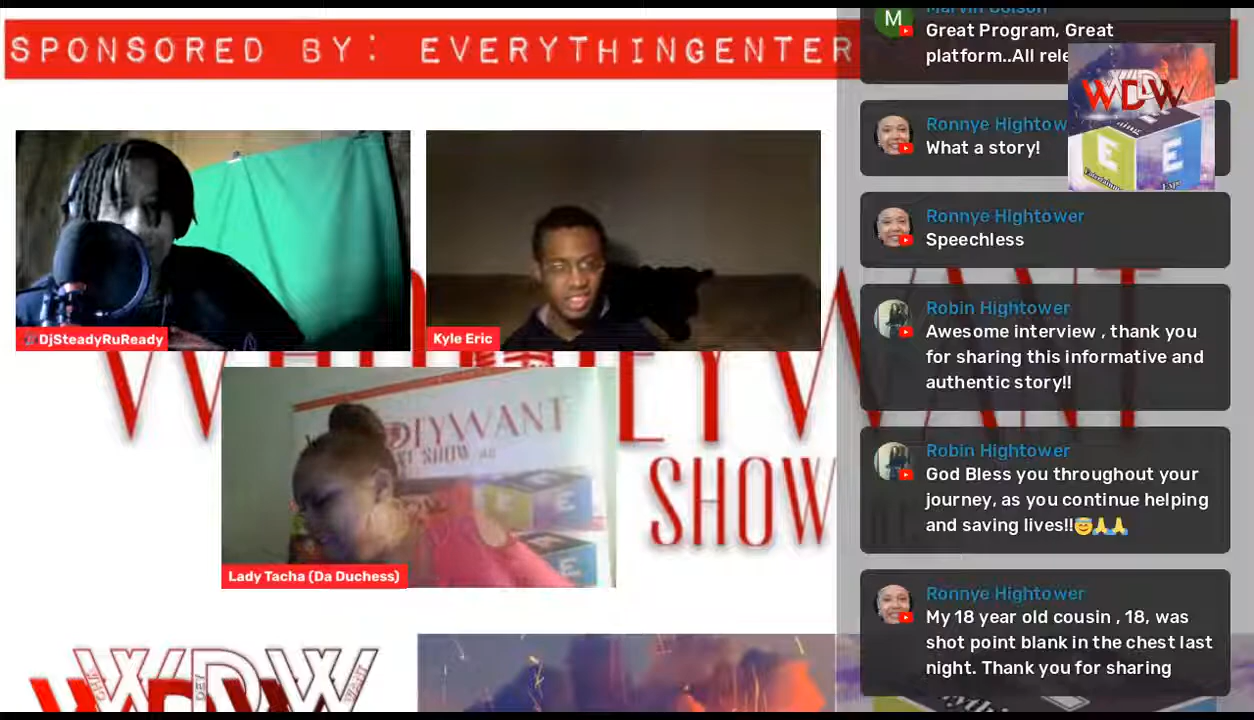 SPONSORED BY: EVERYTHINGENTER
DjSteadyRuReady
Kyle Eric
DEYWANT
SHOW
Lady Tacha (Da Duchess)
SHOW
WDW
Great Program, Great
platform..All rele
WDW
E E
Ronnye Hightow
What a story!
Ronnye Hightower
Speechless
Robin Hightower
Awesome interview , thank you
for sharing this informative and
authentic story!!
Robin Hightower
God Bless you throughout your
journey, as you continue helping
and saving lives!!😇🙏🙏
Ronnye Hightower
My 18 year old cousin , 18, was
shot point blank in the chest last
night. Thank you for sharing